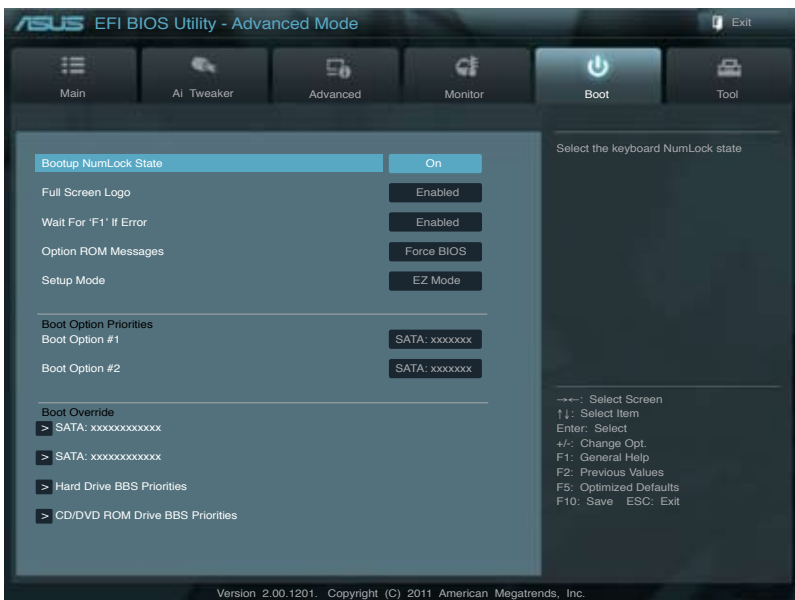 ASUS EFI BIOS Utility - Advanced Mode
Exit
Main
Ai Tweaker
Advanced
Monitor
Boot
Tool
Bootup NumLock State On
Full Screen Logo Enabled
Wait For ‘F1’ If Error Enabled
Option ROM Messages Force BIOS
Setup Mode EZ Mode
Boot Option Priorities
Boot Option #1 SATA: xxxxxxx
Boot Option #2 SATA: xxxxxxx
Boot Override
> SATA: xxxxxxxxxxxx
> SATA: xxxxxxxxxxxx
> Hard Drive BBS Priorities
> CD/DVD ROM Drive BBS Priorities
Select the keyboard NumLock state
→←: Select Screen
↑↓: Select Item
Enter: Select
+/-: Change Opt.
F1: General Help
F2: Previous Values
F5: Optimized Defaults
F10: Save ESC: Exit
Version 2.00.1201. Copyright (C) 2011 American Megatrends, Inc.